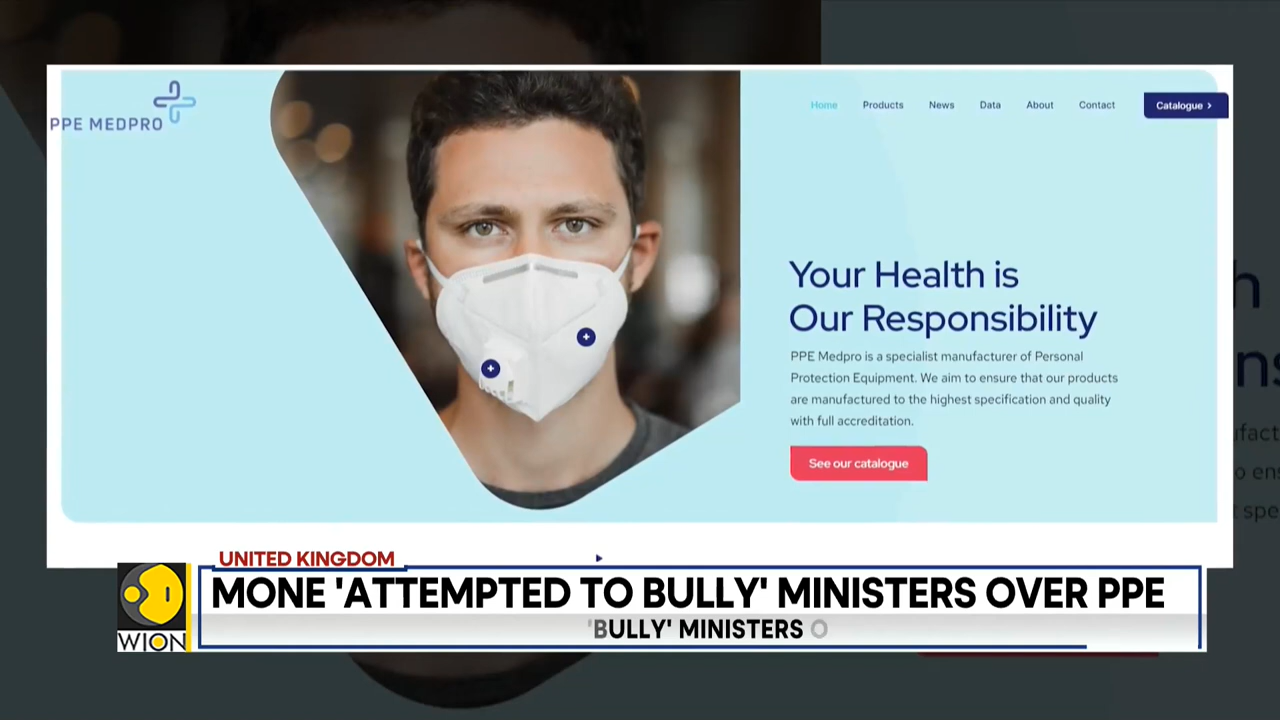 PPE MEDPRO
Home Products News Data About Contact Catalogue ›
Your Health is
Our Responsibility
PPE Medpro is a specialist manufacturer of Personal
Protection Equipment. We aim to ensure that our products
are manufactured to the highest specification and quality
with full accreditation.
See our catalogue
UNITED KINGDOM
MONE 'ATTEMPTED TO BULLY' MINISTERS OVER PPE
'BULLY' MINISTERS O
WION